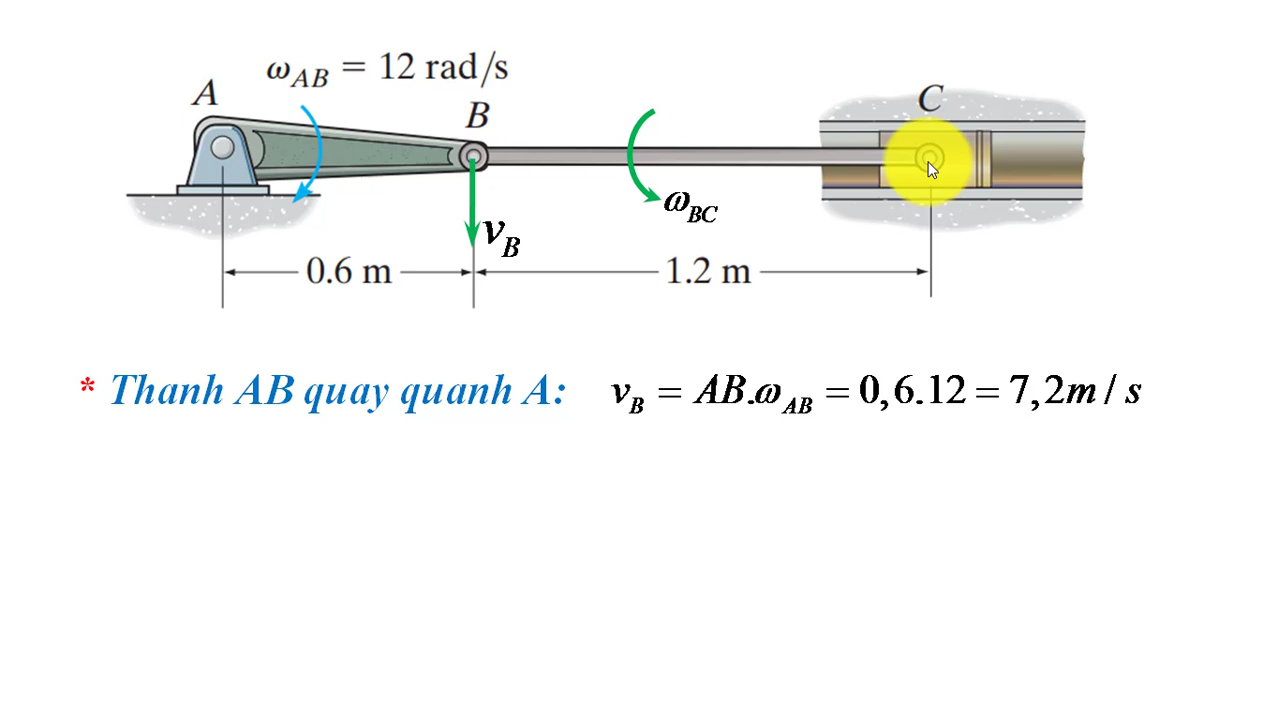 ω_AB = 12 rad/s
A
B
C
ω_BC
v_B
0.6 m
1.2 m
* Thanh AB quay quanh A: v_B = AB.ω_AB = 0,6.12 = 7,2m / s